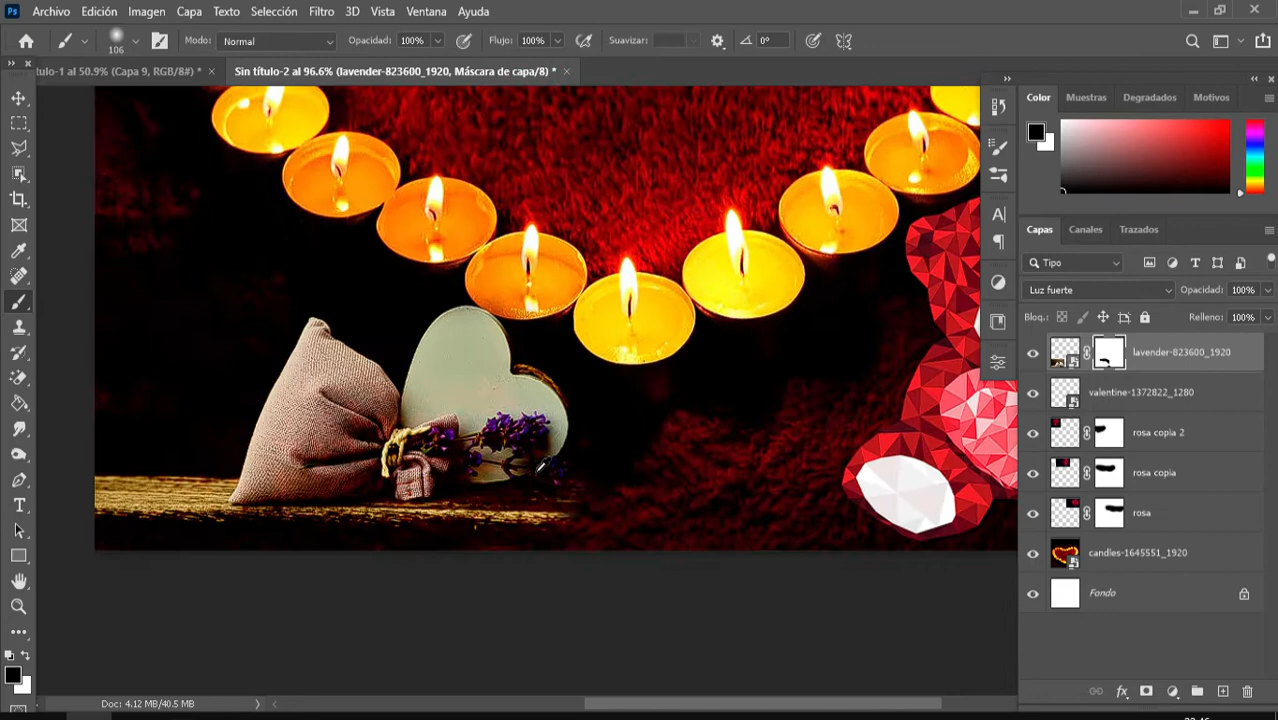 Ps Archivo Edición Imagen Capa Texto Selección Filtro 3D Vista Ventana Ayuda
106 Modo: Normal Opacidad: 100% Flujo: 100% Suavizar: 0°
tulo-1 al 50.9% (Capa 9, RGB/8#) * × Sin título-2 al 96.6% (lavender-823600_1920, Máscara de capa/8) * ×
Color Muestras Degradados Motivos
Capas Canales Trazados
Tipo
Luz fuerte Opacidad: 100%
Bloq.: Relleno: 100%
lavender-823600_1920
valentine-1372822_1280
rosa copia 2
rosa copia
rosa
candles-1645551_1920
Fondo
Doc: 4.12 MB/40.5 MB